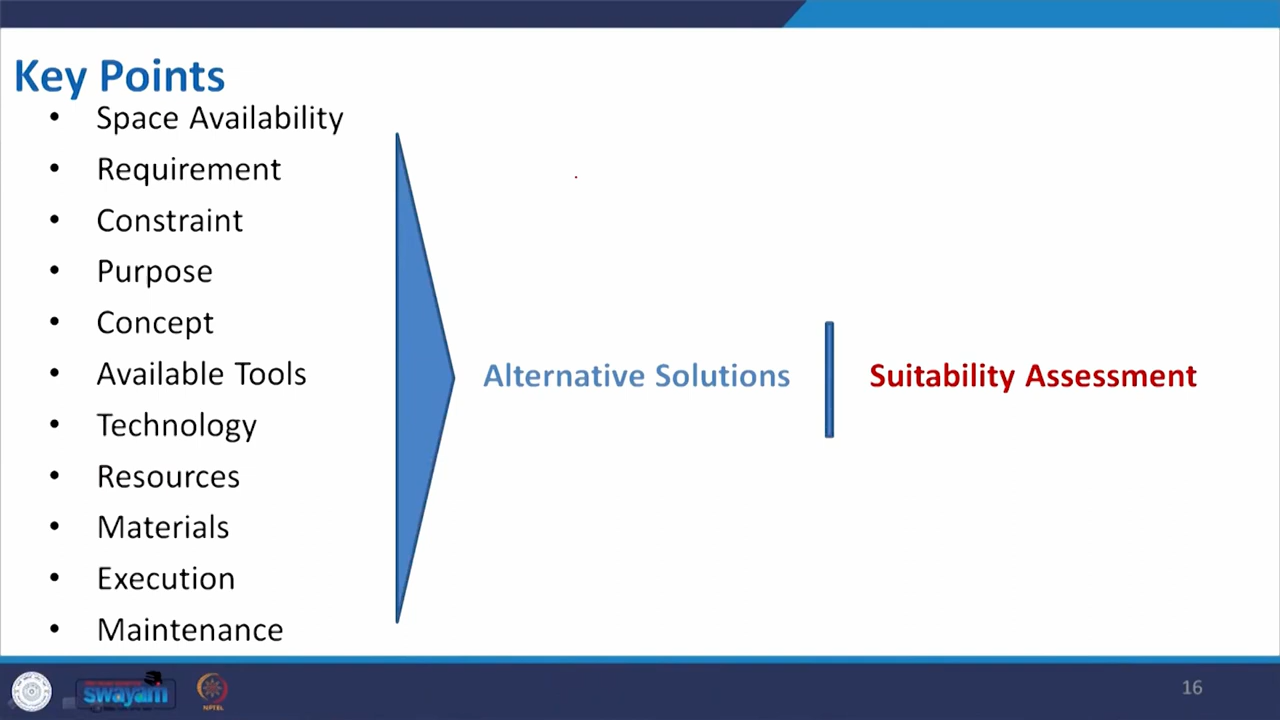 Key Points
• Space Availability
• Requirement
• Constraint
• Purpose
• Concept
• Available Tools
• Technology
• Resources
• Materials
• Execution
• Maintenance
Alternative Solutions
Suitability Assessment
swayam
NPTEL
16